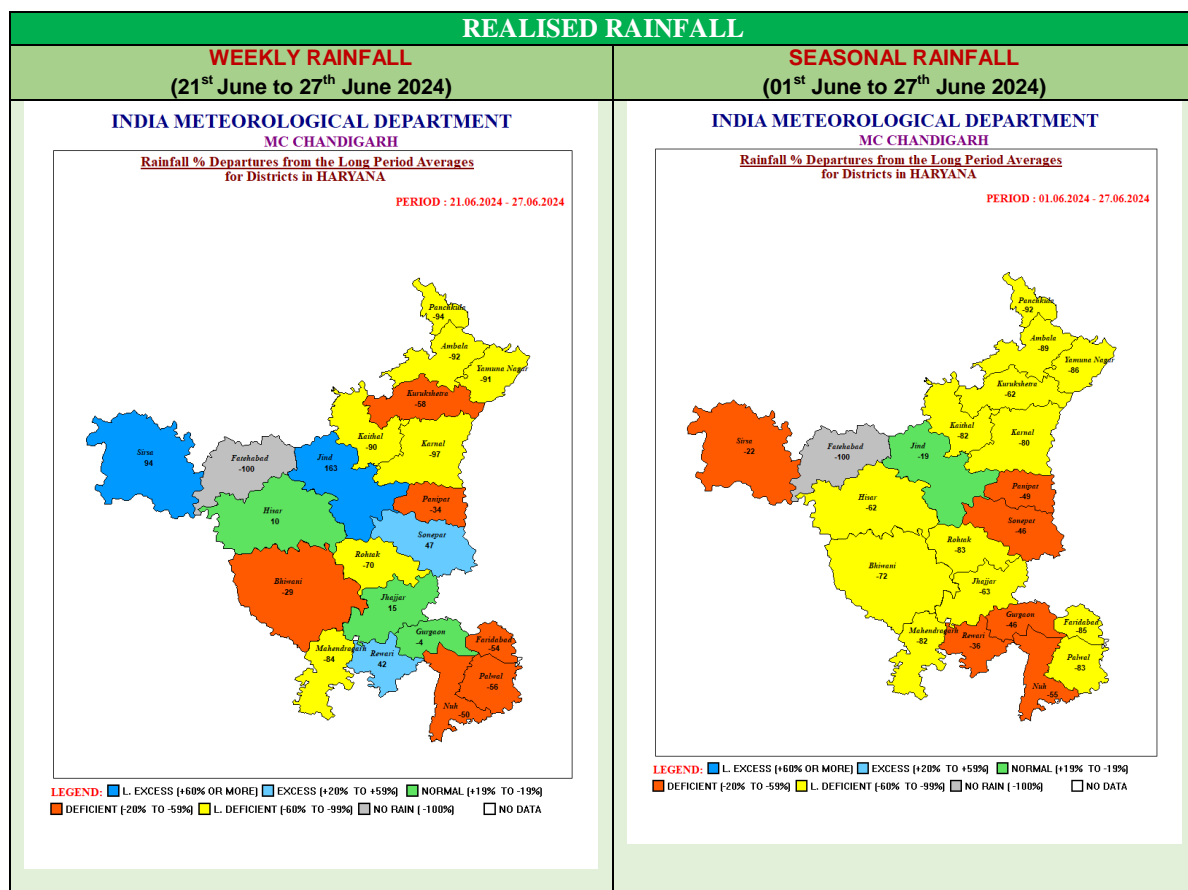 REALISED RAINFALL
WEEKLY RAINFALL
(21st June to 27th June 2024)
SEASONAL RAINFALL
(01st June to 27th June 2024)
INDIA METEOROLOGICAL DEPARTMENT
MC CHANDIGARH
Rainfall % Departures from the Long Period Averages
for Districts in HARYANA
PERIOD : 21.06.2024 - 27.06.2024
Panchkula
-94
Ambala
-92
Yamuna Nagar
-91
Kurukshetra
-58
Kaithal
-90
Karnal
-97
Sirsa
94
Fatehabad
-100
Jind
163
Panipat
-34
Hisar
10
Sonepat
47
Rohtak
-70
Bhiwani
-29
Jhajjar
15
Gurgaon
-4
Faridabad
-54
Mahendragarh
-84
Rewari
42
Palwal
-56
Nuh
-50
LEGEND: L. EXCESS (+60% OR MORE) EXCESS (+20% TO +59%) NORMAL (+19% TO -19%)
DEFICIENT (-20% TO -59%) L. DEFICIENT (-60% TO -99%) NO RAIN ( -100%) NO DATA
INDIA METEOROLOGICAL DEPARTMENT
MC CHANDIGARH
Rainfall % Departures from the Long Period Averages
for Districts in HARYANA
PERIOD : 01.06.2024 - 27.06.2024
Panchkula
-92
Ambala
-89
Yamuna Nagar
-86
Kurukshetra
-62
Kaithal
-82
Karnal
-80
Sirsa
-22
Fatehabad
-100
Jind
-19
Panipat
-49
Hisar
-62
Sonepat
-46
Rohtak
-83
Bhiwani
-72
Jhajjar
-63
Gurgaon
-46
Faridabad
-85
Mahendragarh
-82
Rewari
-36
Palwal
-83
Nuh
-55
LEGEND: L. EXCESS (+60% OR MORE) EXCESS (+20% TO +59%) NORMAL (+19% TO -19%)
DEFICIENT (-20% TO -59%) L. DEFICIENT (-60% TO -99%) NO RAIN ( -100%) NO DATA